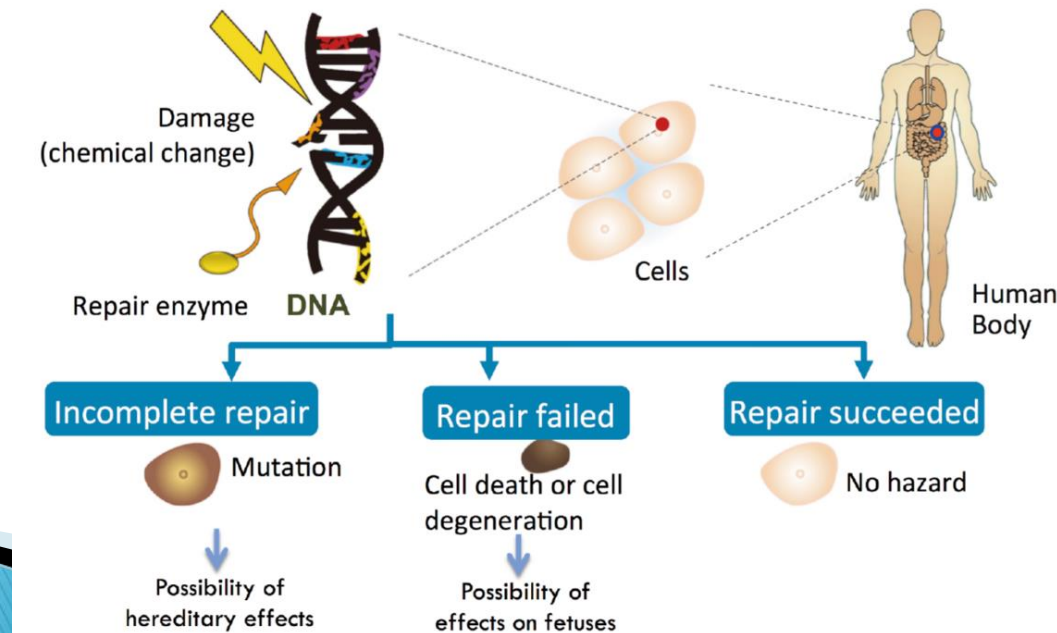 Damage
(chemical change)
Repair enzyme
DNA
Cells
Human
Body
Incomplete repair
Repair failed
Repair succeeded
Mutation
Cell death or cell
degeneration
No hazard
Possibility of
hereditary effects
Possibility of
effects on fetuses